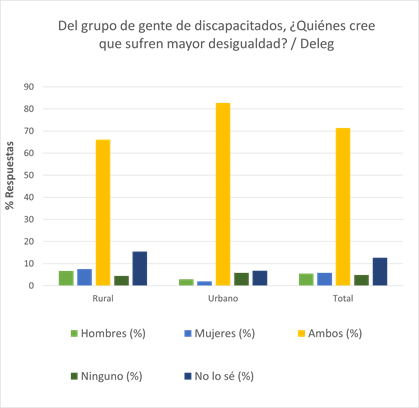 Del grupo de gente de discapacitados, ¿Quiénes cree
que sufren mayor desigualdad? / Deleg
% Respuestas
90
80
70
60
50
40
30
20
10
0
Rural Urbano Total
Hombres (%) Mujeres (%) Ambos (%)
Ninguno (%) No lo sé (%)